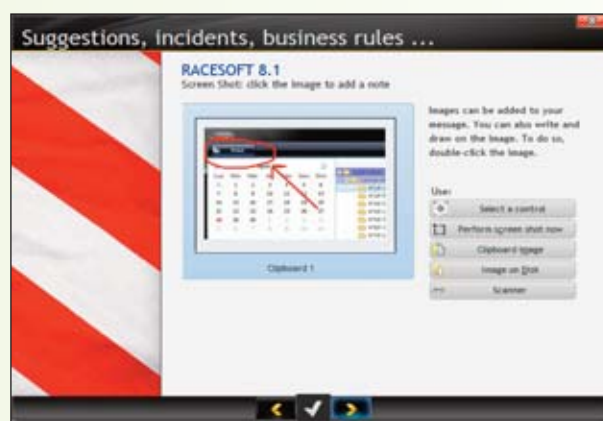 Suggestions, incidents, business rules ...
RACESOFT 8.1
Screen Shot: click the image to add a note
Images can be added to your
message. You can also write and
draw on the image. To do so,
double-click the image.
Use:
Select a control
Perform screen shot now
Clipboard image
Image on Disk
Scanner
Clipboard 1